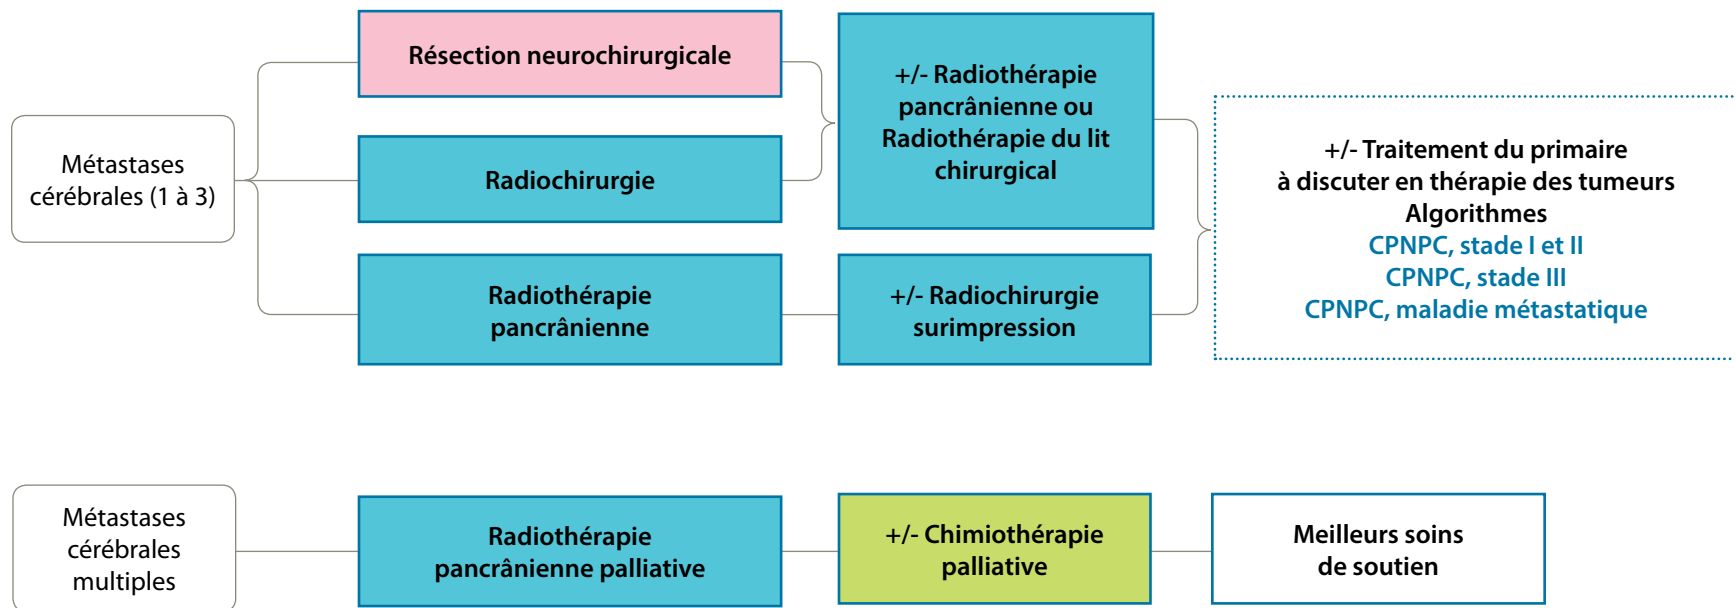 Métastases
cérébrales (1 à 3)
Résection neurochirurgicale
Radiochirurgie
Radiothérapie
pancrânienne
+/- Radiothérapie
pancrânienne ou
Radiothérapie du lit
chirurgical
+/- Radiochirurgie
surimpression
+/- Traitement du primaire
à discuter en thérapie des tumeurs
Algorithmes
CPNPC, stade I et II
CPNPC, stade III
CPNPC, maladie métastatique
Métastases
cérébrales
multiples
Radiothérapie
pancrânienne palliative
+/- Chimiothérapie
palliative
Meilleurs soins
de soutien